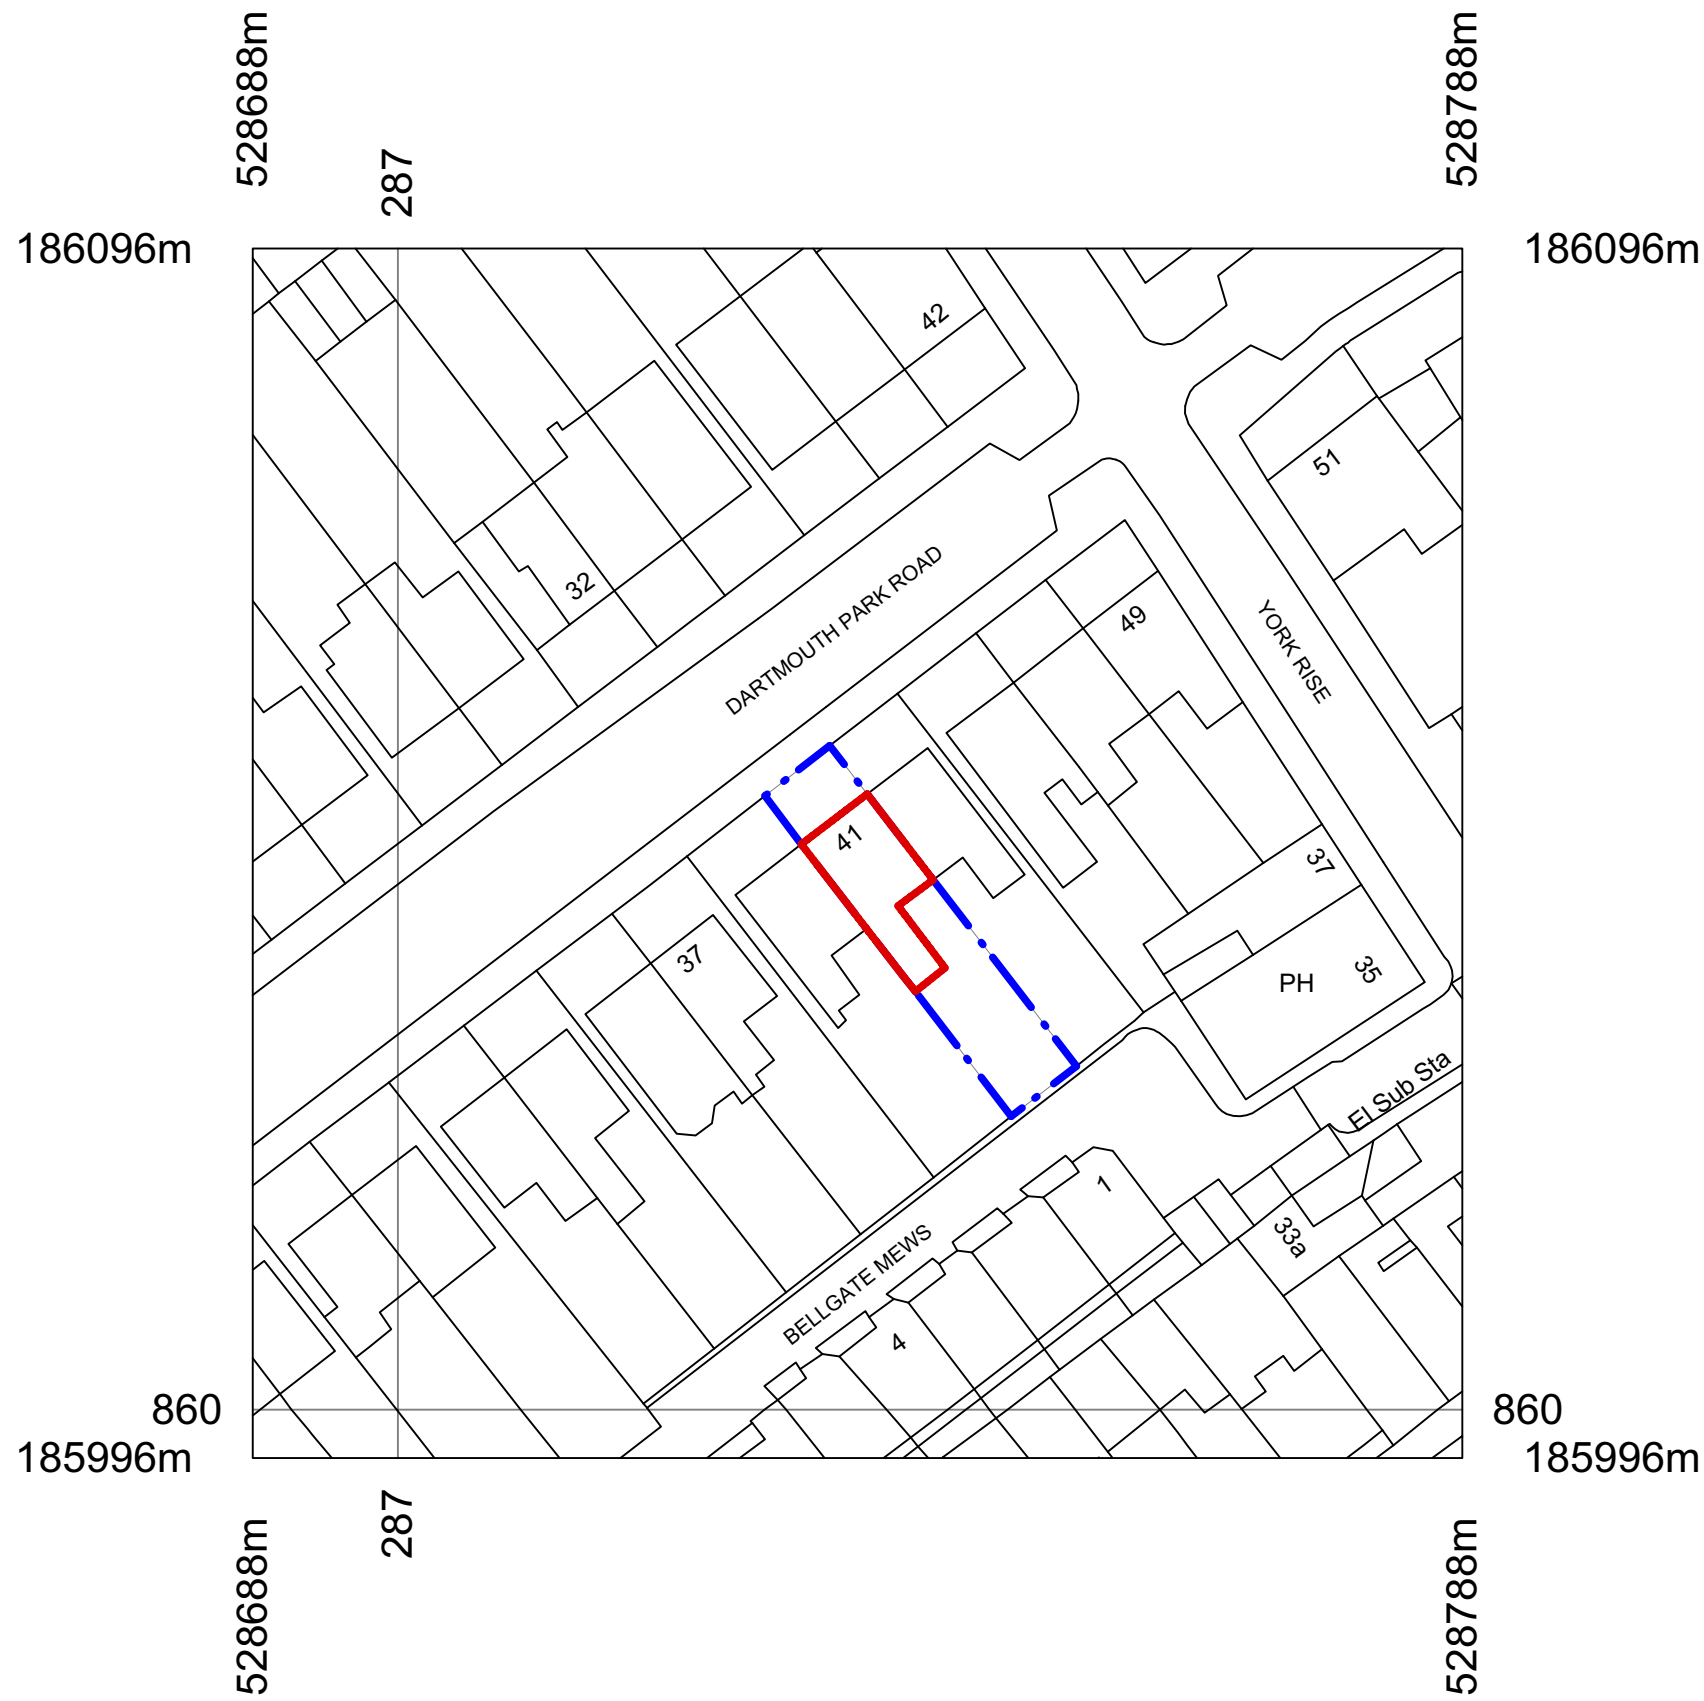 528688m
528788m
287
186096m
186096m
42
51
32
DARTMOUTH PARK ROAD
49
YORK RISE
41
37
37
35
PH
El Sub Sta
1
33a
BELLGATE MEWS
4
860
860
185996m
185996m
287
528688m
528788m